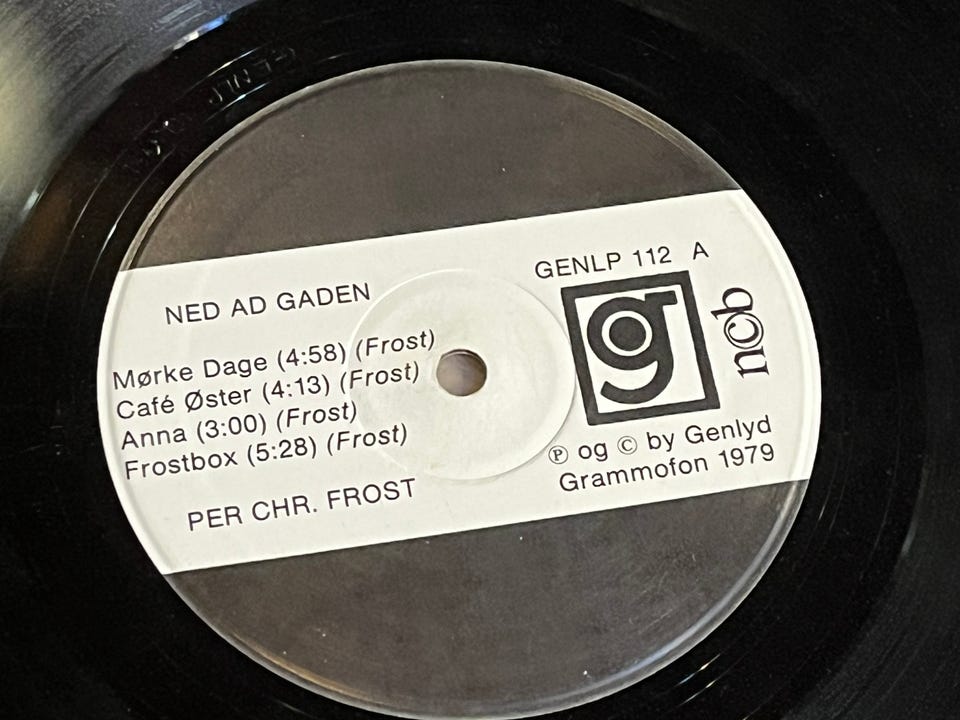 NED AD GADEN
Mørke Dage (4:58) (Frost)
Café Øster (4:13) (Frost)
Anna (3:00) (Frost)
Frostbox (5:28) (Frost)
PER CHR. FROST
GENLP 112 A
g
n©b
Ⓟ og © by Genlyd
Grammofon 1979
GENLP